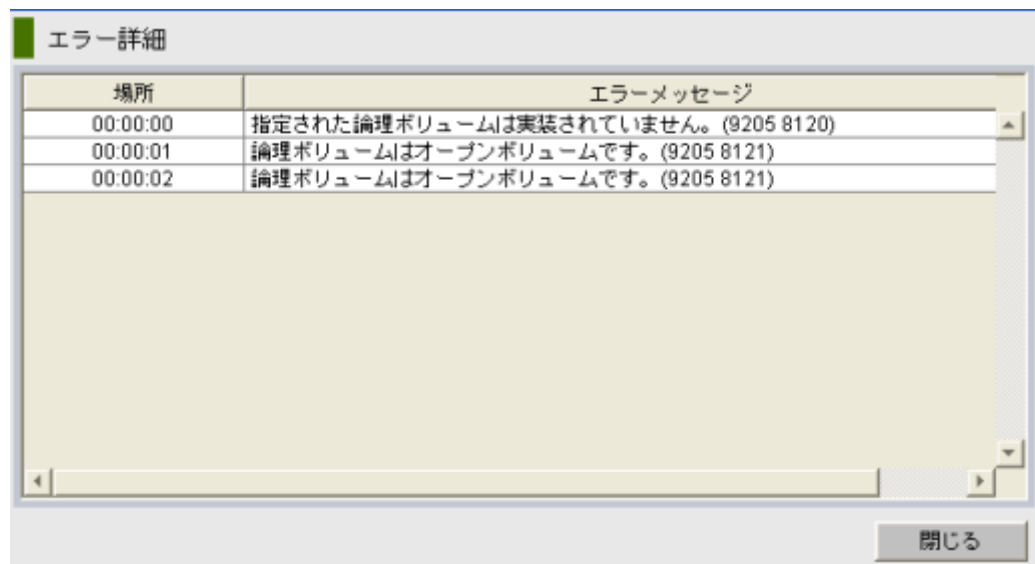 エラー詳細
場所 エラーメッセージ
00:00:00 指定された論理ボリュームは実装されていません。(9205 8120)
00:00:01 論理ボリュームはオープンボリュームです。(9205 8121)
00:00:02 論理ボリュームはオープンボリュームです。(9205 8121)
閉じる